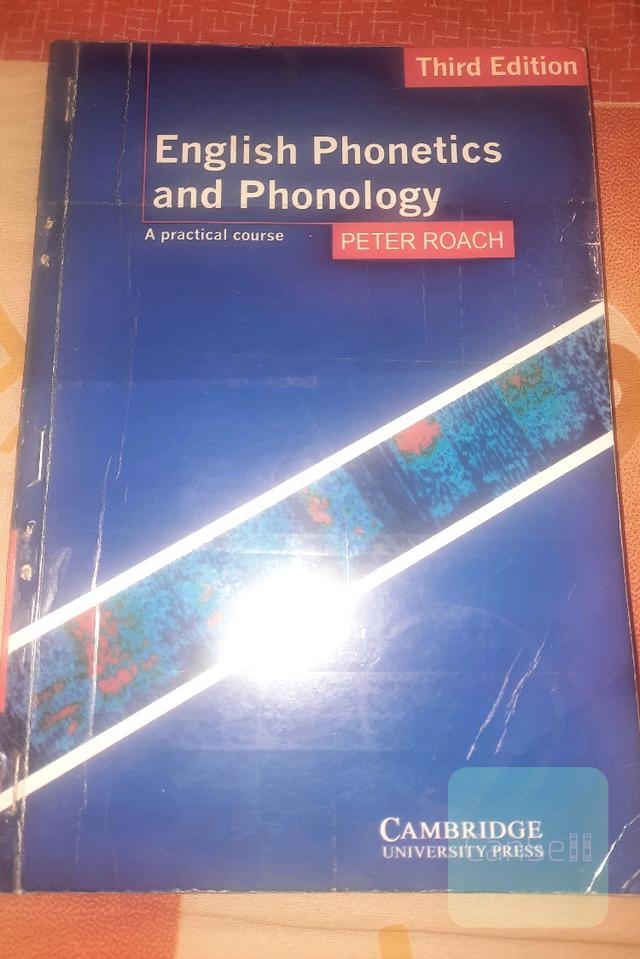 Third Edition
English Phonetics
and Phonology
A practical course
PETER ROACH
CAMBRIDGE
UNIVERSITY PRESS